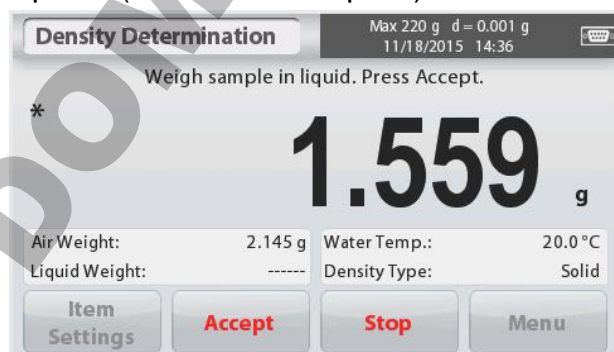 Density Determination
Max 220 g d = 0.001 g
11/18/2015 14:36
Weigh sample in liquid. Press Accept.
*
1.559 g
Air Weight: 2.145 g Water Temp.: 20.0 °C
Liquid Weight: ------ Density Type: Solid
Item Settings
Accept
Stop
Menu